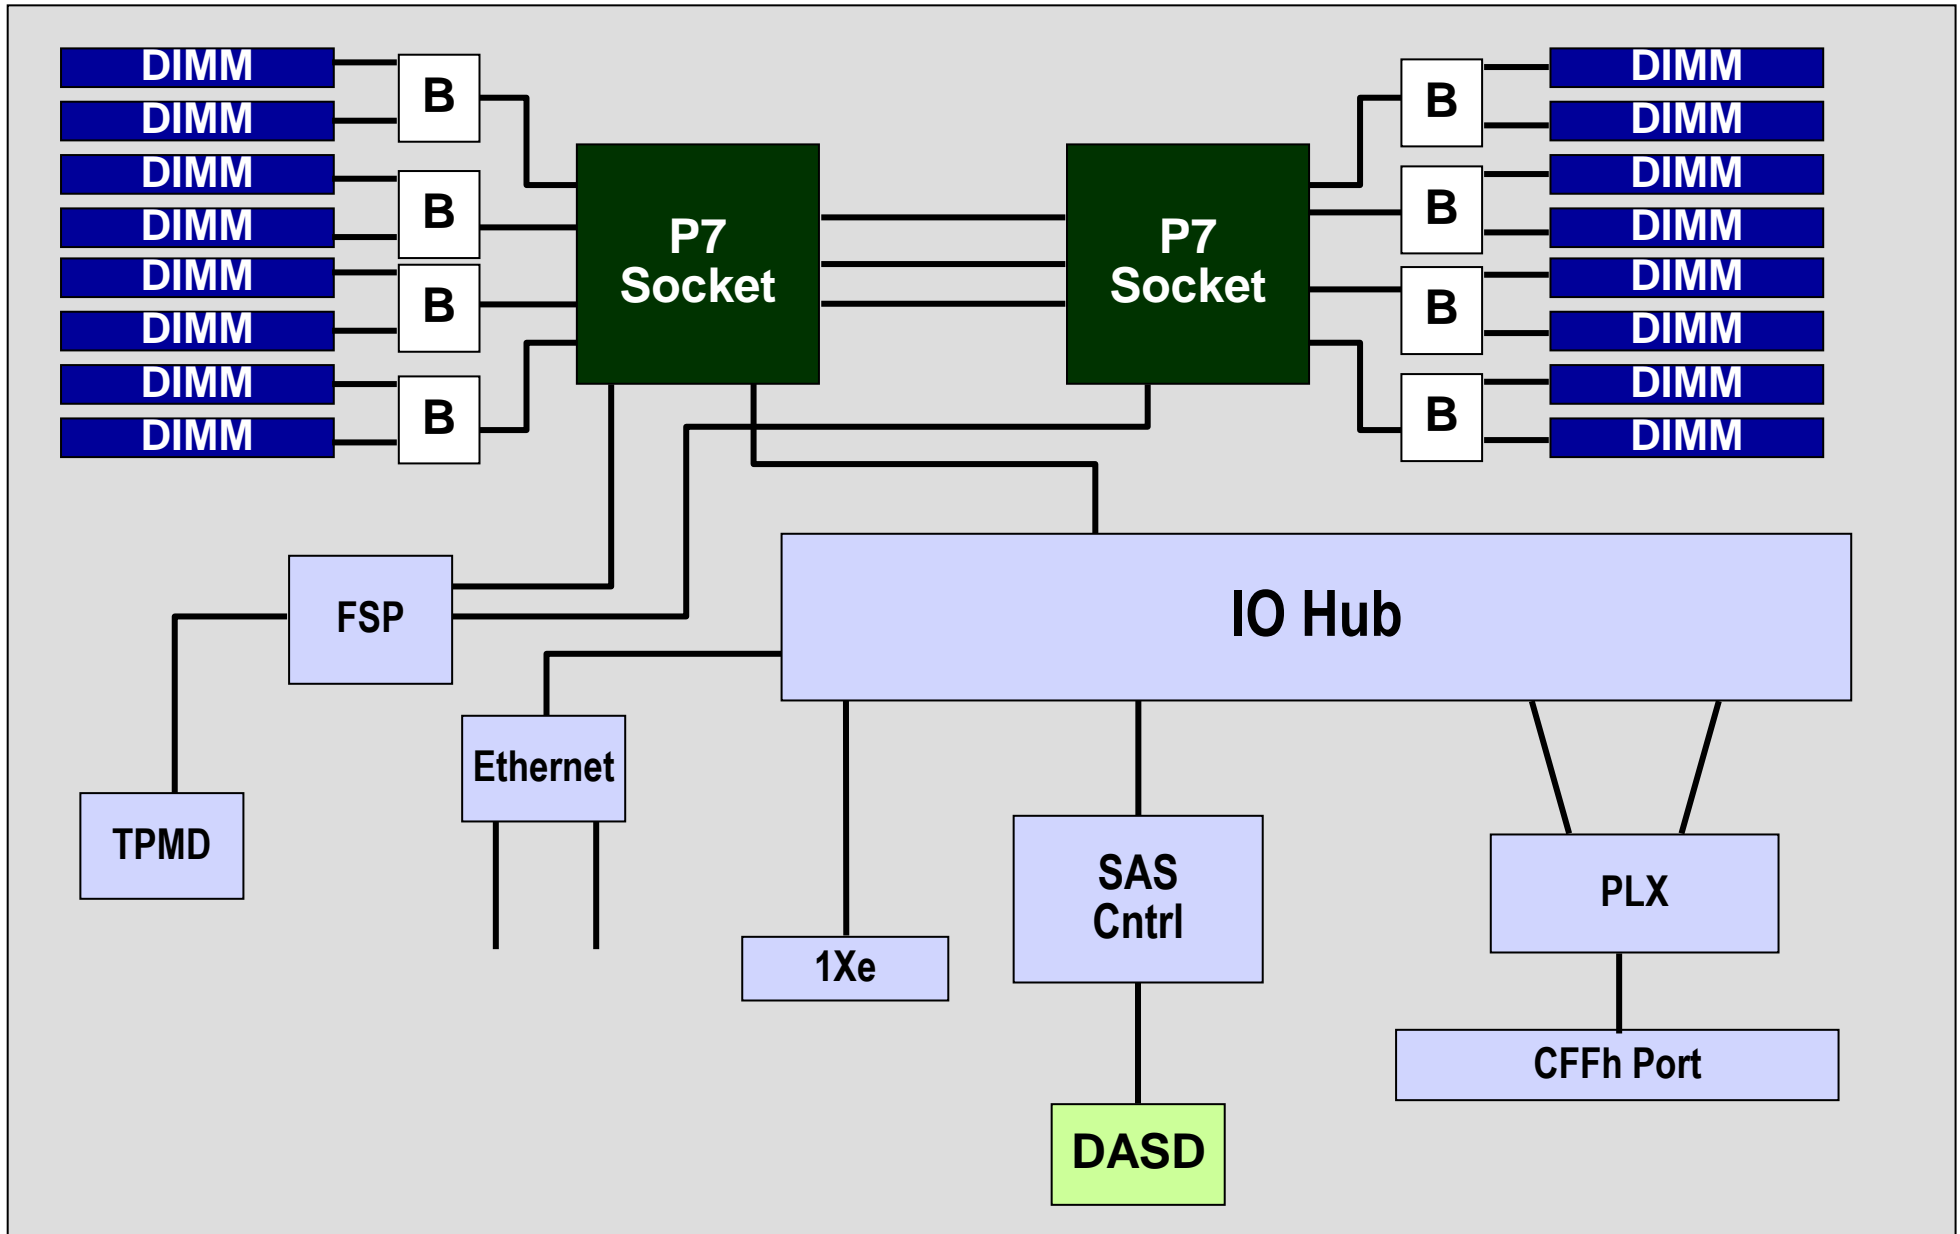 DIMM
DIMM
DIMM
DIMM
DIMM
DIMM
DIMM
DIMM
B
B
B
B
P7
Socket
P7
Socket
B
B
B
B
DIMM
DIMM
DIMM
DIMM
DIMM
DIMM
DIMM
DIMM
IO Hub
FSP
Ethernet
TPMD
SAS
Cntrl
PLX
1Xe
CFFh Port
DASD